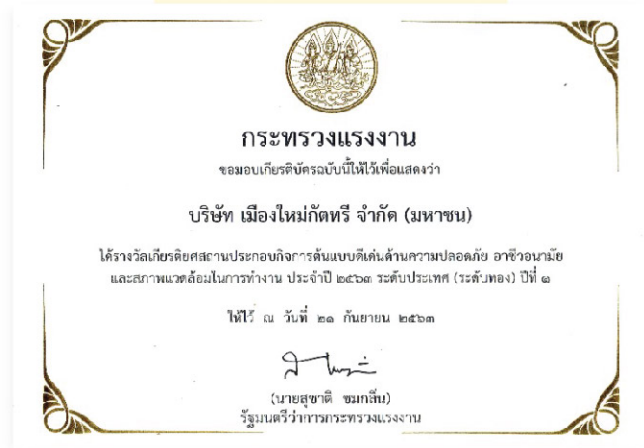 กระทรวงแรงงาน
ขอมอบเกียรติบัตรฉบับนี้ให้ไว้เพื่อแสดงว่า
บริษัท เมืองใหม่กัตทรี จำกัด (มหาชน)
ได้รางวัลเกียรติยศสถานประกอบกิจการต้นแบบดีเด่นด้านความปลอดภัย อาชีวอนามัย
และสภาพแวดล้อมในการทำงาน ประจำปี ๒๕๖๓ ระดับประเทศ (ระดับทอง) ปีที่ ๑
ให้ไว้ ณ วันที่ ๒๑ กันยายน ๒๕๖๓
(นายสุชาติ ชมกลิ่น)
รัฐมนตรีว่าการกระทรวงแรงงาน